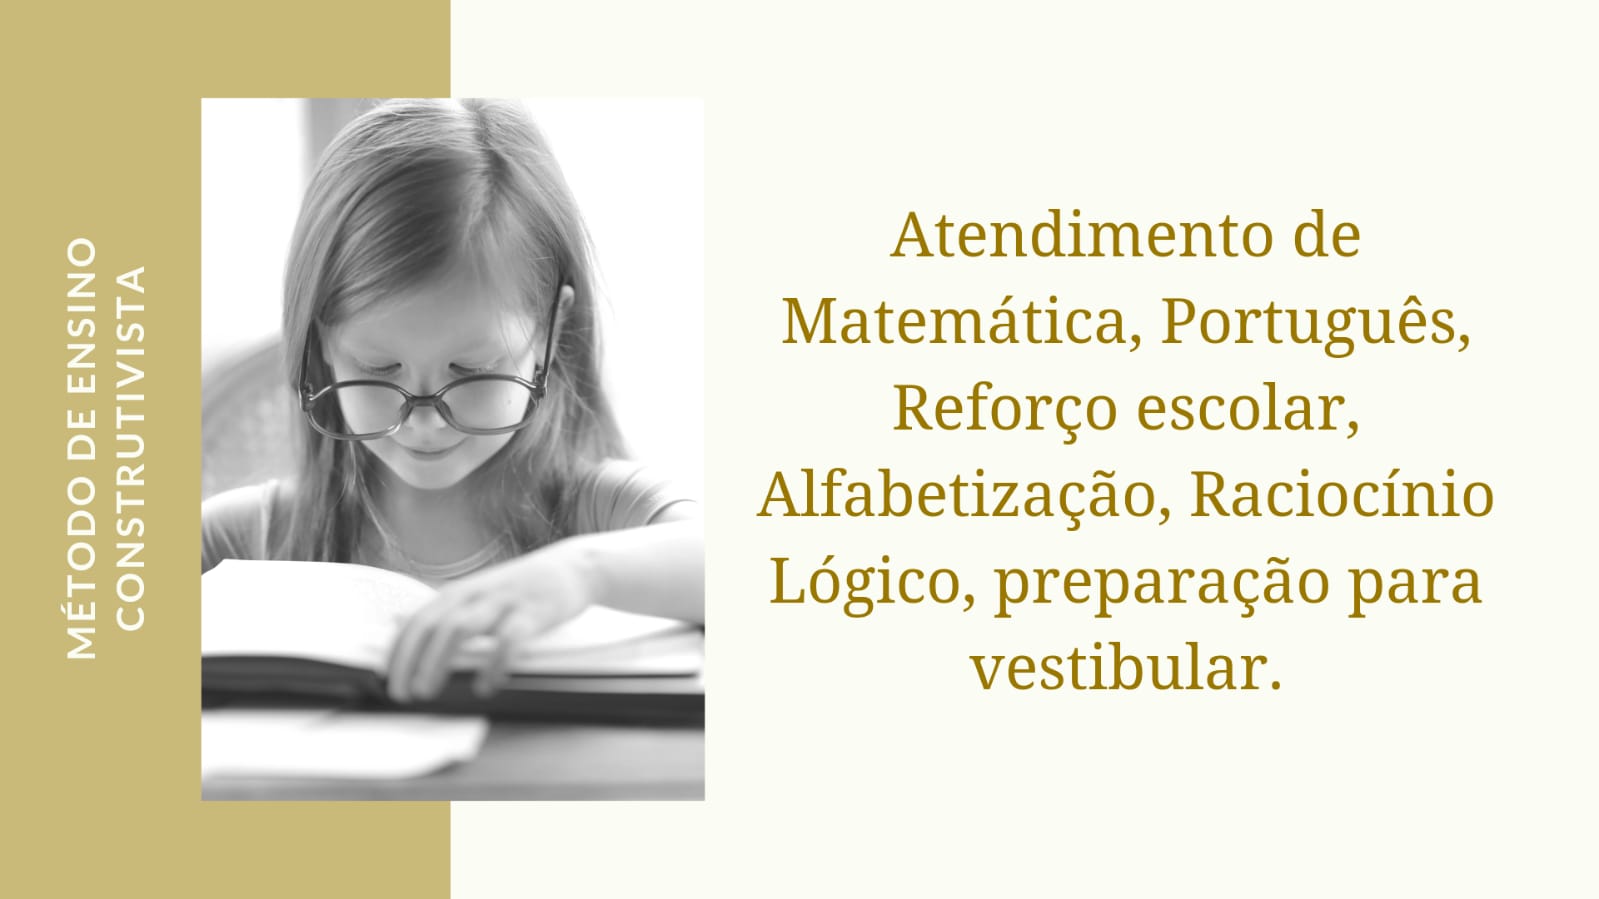 MÉTODO DE ENSINO
CONSTRUTIVISTA
Atendimento de
Matemática, Português,
Reforço escolar,
Alfabetização, Raciocínio
Lógico, preparação para
vestibular.